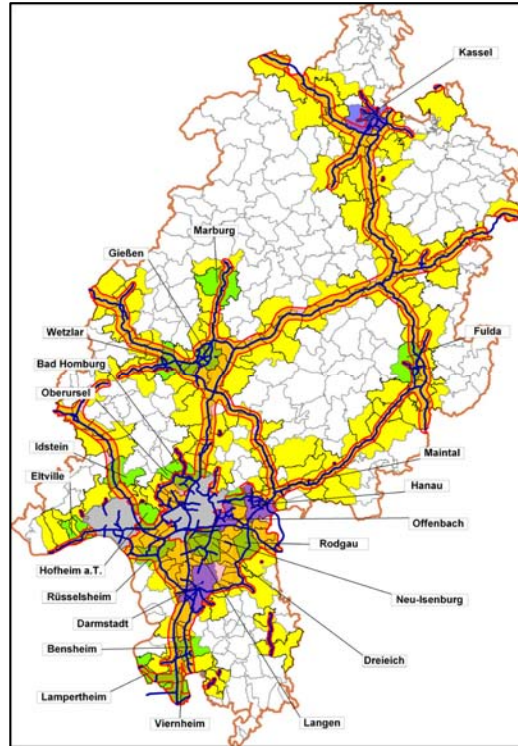 Kassel
Marburg
Gießen
Wetzlar
Fulda
Bad Homburg
Oberursel
Idstein
Maintal
Eltville
Hanau
Offenbach
Rodgau
Hofheim a.T.
Rüsselsheim
Neu-Isenburg
Darmstadt
Bensheim
Dreieich
Lampertheim
Viernheim
Langen